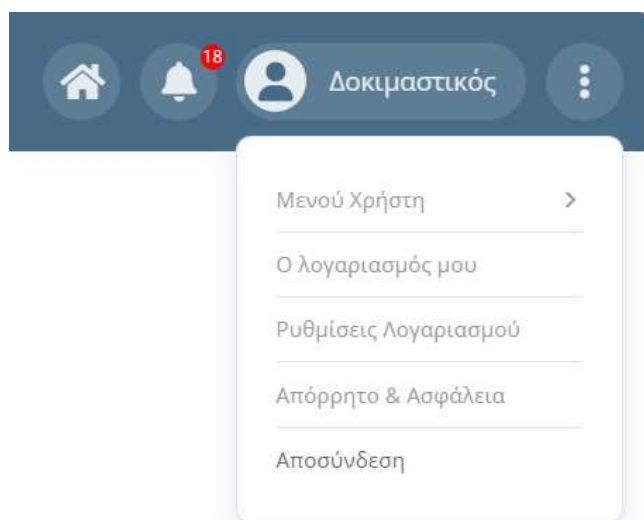 18
Δοκιμαστικός
Μενού Χρήστη
Ο λογαριασμός μου
Ρυθμίσεις Λογαριασμού
Απόρρητο & Ασφάλεια
Αποσύνδεση